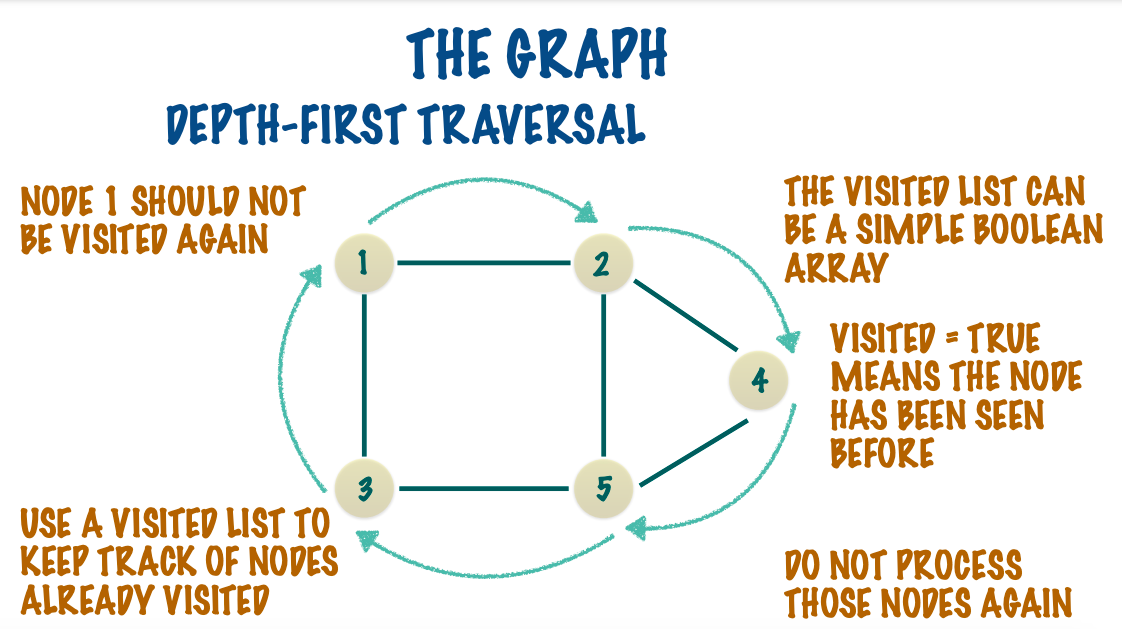 THE GRAPH
DEPTH-FIRST TRAVERSAL
NODE 1 SHOULD NOT
BE VISITED AGAIN
THE VISITED LIST CAN
BE A SIMPLE BOOLEAN
ARRAY
1
2
VISITED = TRUE
MEANS THE NODE
HAS BEEN SEEN
BEFORE
4
3
5
USE A VISITED LIST TO
KEEP TRACK OF NODES
ALREADY VISITED
DO NOT PROCESS
THOSE NODES AGAIN